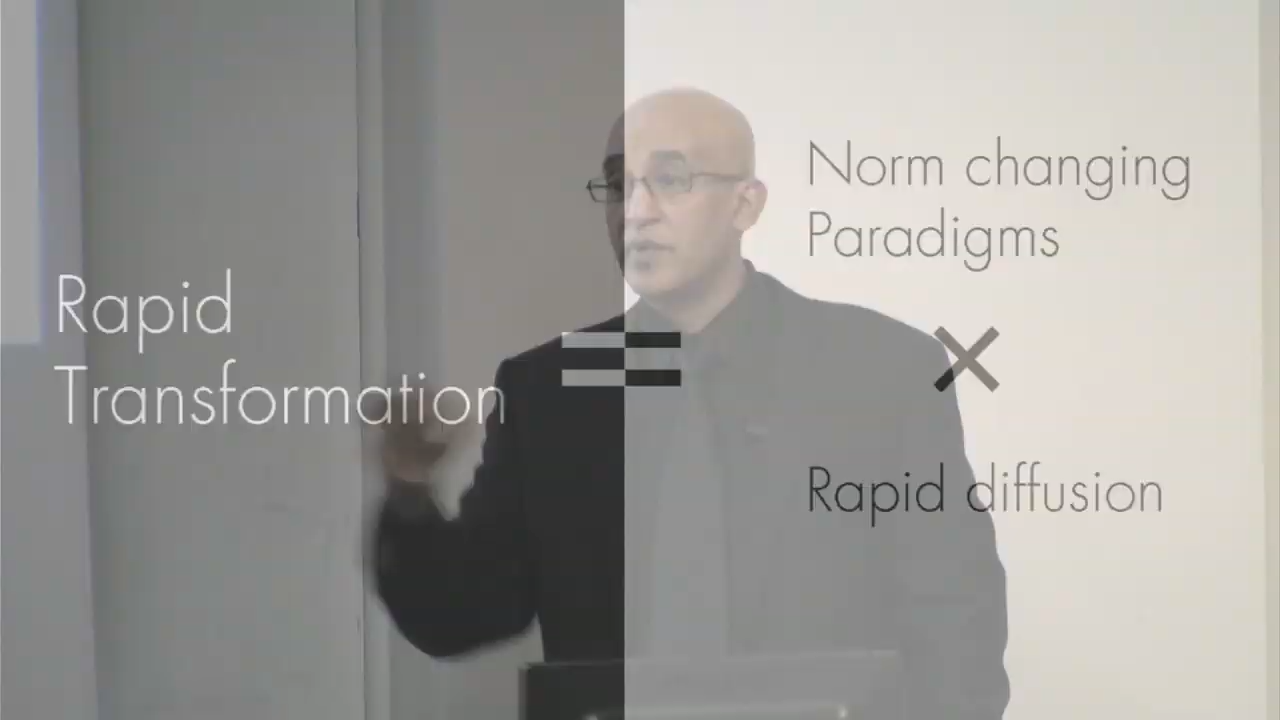 Rapid
Transformation
=
Norm changing
Paradigms
×
Rapid diffusion